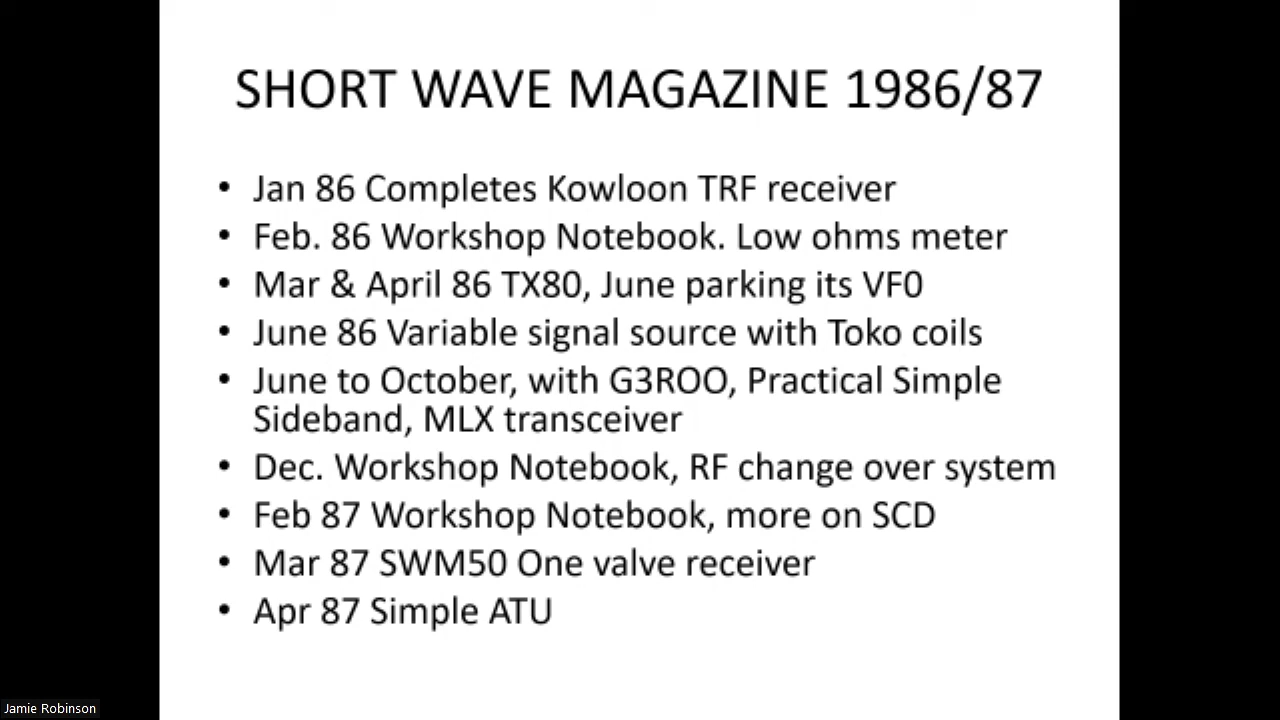 SHORT WAVE MAGAZINE 1986/87
• Jan 86 Completes Kowloon TRF receiver
• Feb. 86 Workshop Notebook. Low ohms meter
• Mar & April 86 TX80, June parking its VF0
• June 86 Variable signal source with Toko coils
• June to October, with G3ROO, Practical Simple
Sideband, MLX transceiver
• Dec. Workshop Notebook, RF change over system
• Feb 87 Workshop Notebook, more on SCD
• Mar 87 SWM50 One valve receiver
• Apr 87 Simple ATU
Jamie Robinson